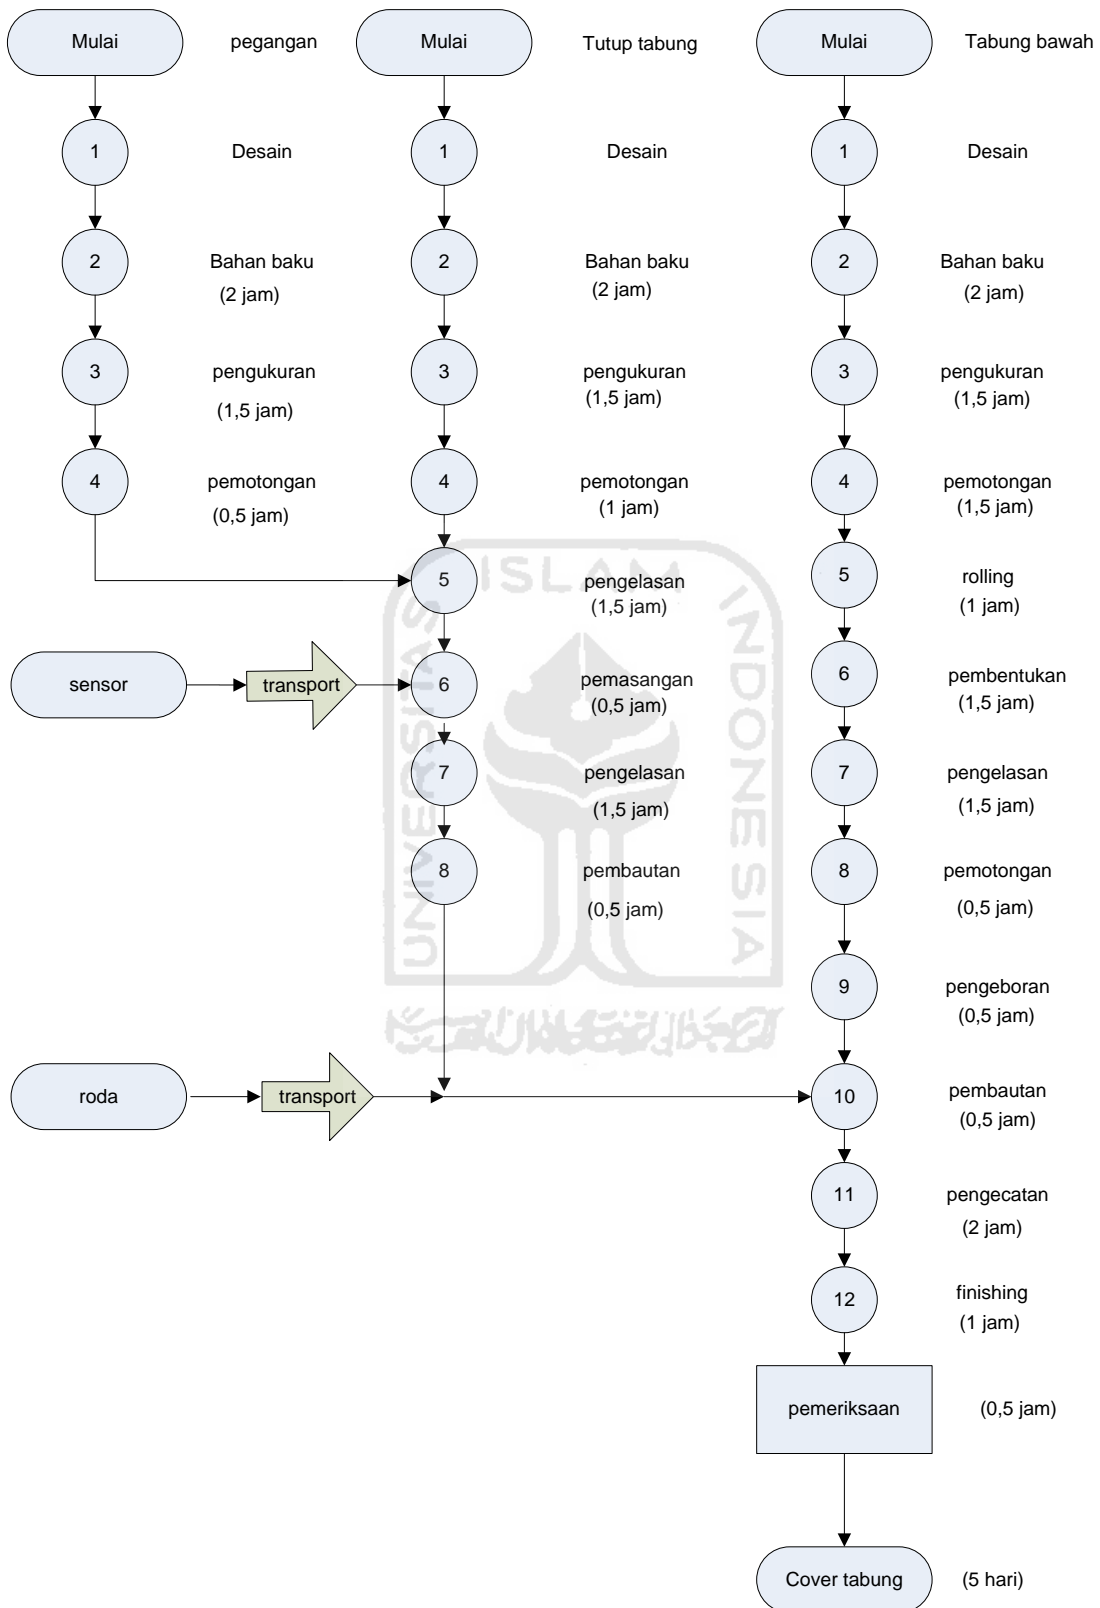 Mulai pegangan Mulai Tutup tabung Mulai Tabung bawah
1 Desain 1 Desain 1 Desain
2 Bahan baku 2 Bahan baku 2 Bahan baku
(2 jam) (2 jam) (2 jam)
3 pengukuran 3 pengukuran 3 pengukuran
(1,5 jam) (1,5 jam) (1,5 jam)
4 pemotongan 4 pemotongan 4 pemotongan
(0,5 jam) (1 jam) (1,5 jam)
5 pengelasan 5 rolling
(1,5 jam) (1 jam)
sensor transport 6 pemasangan 6 pembentukan
(0,5 jam) (1,5 jam)
7 pengelasan 7 pengelasan
(1,5 jam) (1,5 jam)
8 pembautan 8 pemotongan
(0,5 jam) (0,5 jam)
9 pengeboran
(0,5 jam)
roda transport 10 pembautan
(0,5 jam)
11 pengecatan
(2 jam)
12 finishing
(1 jam)
pemeriksaan (0,5 jam)
Cover tabung (5 hari)
UNIVERSITAS
ISLAM
INDONESIA